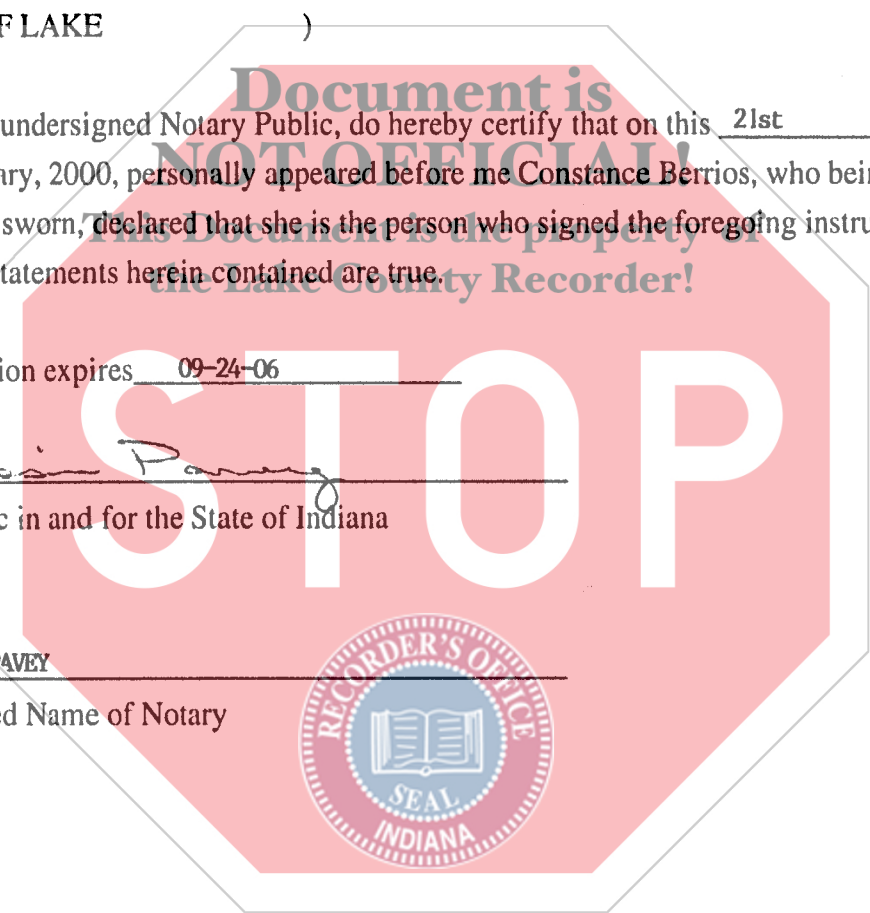 F LAKE )
Document is
undersigned Notary Public, do hereby certify that on this 21st
NOT OFFICIAL!
ary, 2000, personally appeared before me Constance Berrios, who bein
This Document is the property of
sworn, declared that she is the person who signed the foregoing instru
the Lake County Recorder!
tatements herein contained are true.
ion expires 09-24-06
STOP
Pavey
c in and for the State of Indiana
AVEY
ed Name of Notary
RECORDER'S OFFICE
SEAL
INDIANA